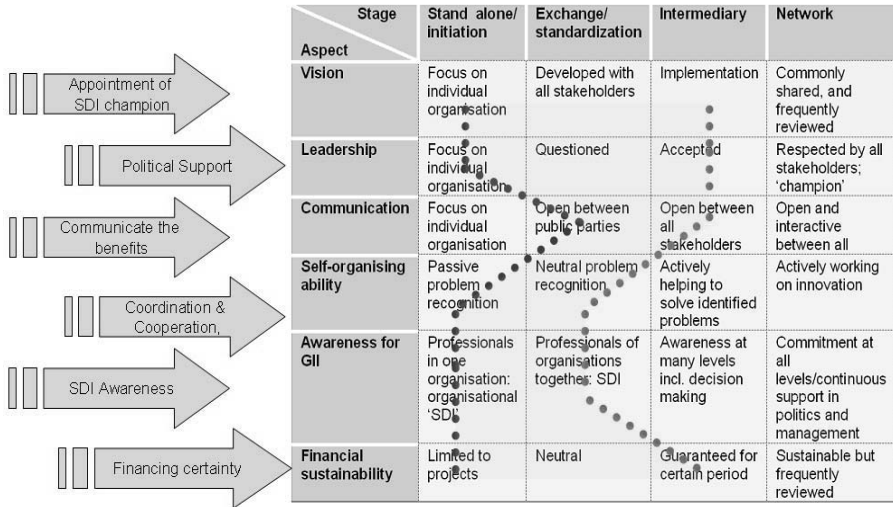 Appointment of
SDI champion
Political Support
Communicate the
benefits
Coordination &
Cooperation,
SDI Awareness
Financing certainty
Stage
Aspect
Stand alone/
initiation
Exchange/
standardization
Intermediary
Network
Vision
Focus on
individual
organisation
Developed with
all stakeholders
Implementation
Commonly
shared, and
frequently
reviewed
Leadership
Focus on
individual
organisation
Questioned
Accepted
Respected by all
stakeholders;
‘champion’
Communication
Focus on
individual
organisation
Open between
public parties
Open between
all
stakeholders
Open and
interactive
between all
Self-organising
ability
Passive
problem
recognition
Neutral problem
recognition
Actively
helping to
solve identified
problems
Actively working
on innovation
Awareness for
GII
Professionals
in one
organisation:
organisational
‘SDI’
Professionals of
organisations
together: SDI
Awareness at
many levels
incl. decision
making
Commitment at
all
levels/continuous
support in
politics and
management
Financial
sustainability
Limited to
projects
Neutral
Guaranteed for
certain period
Sustainable but
frequently
reviewed